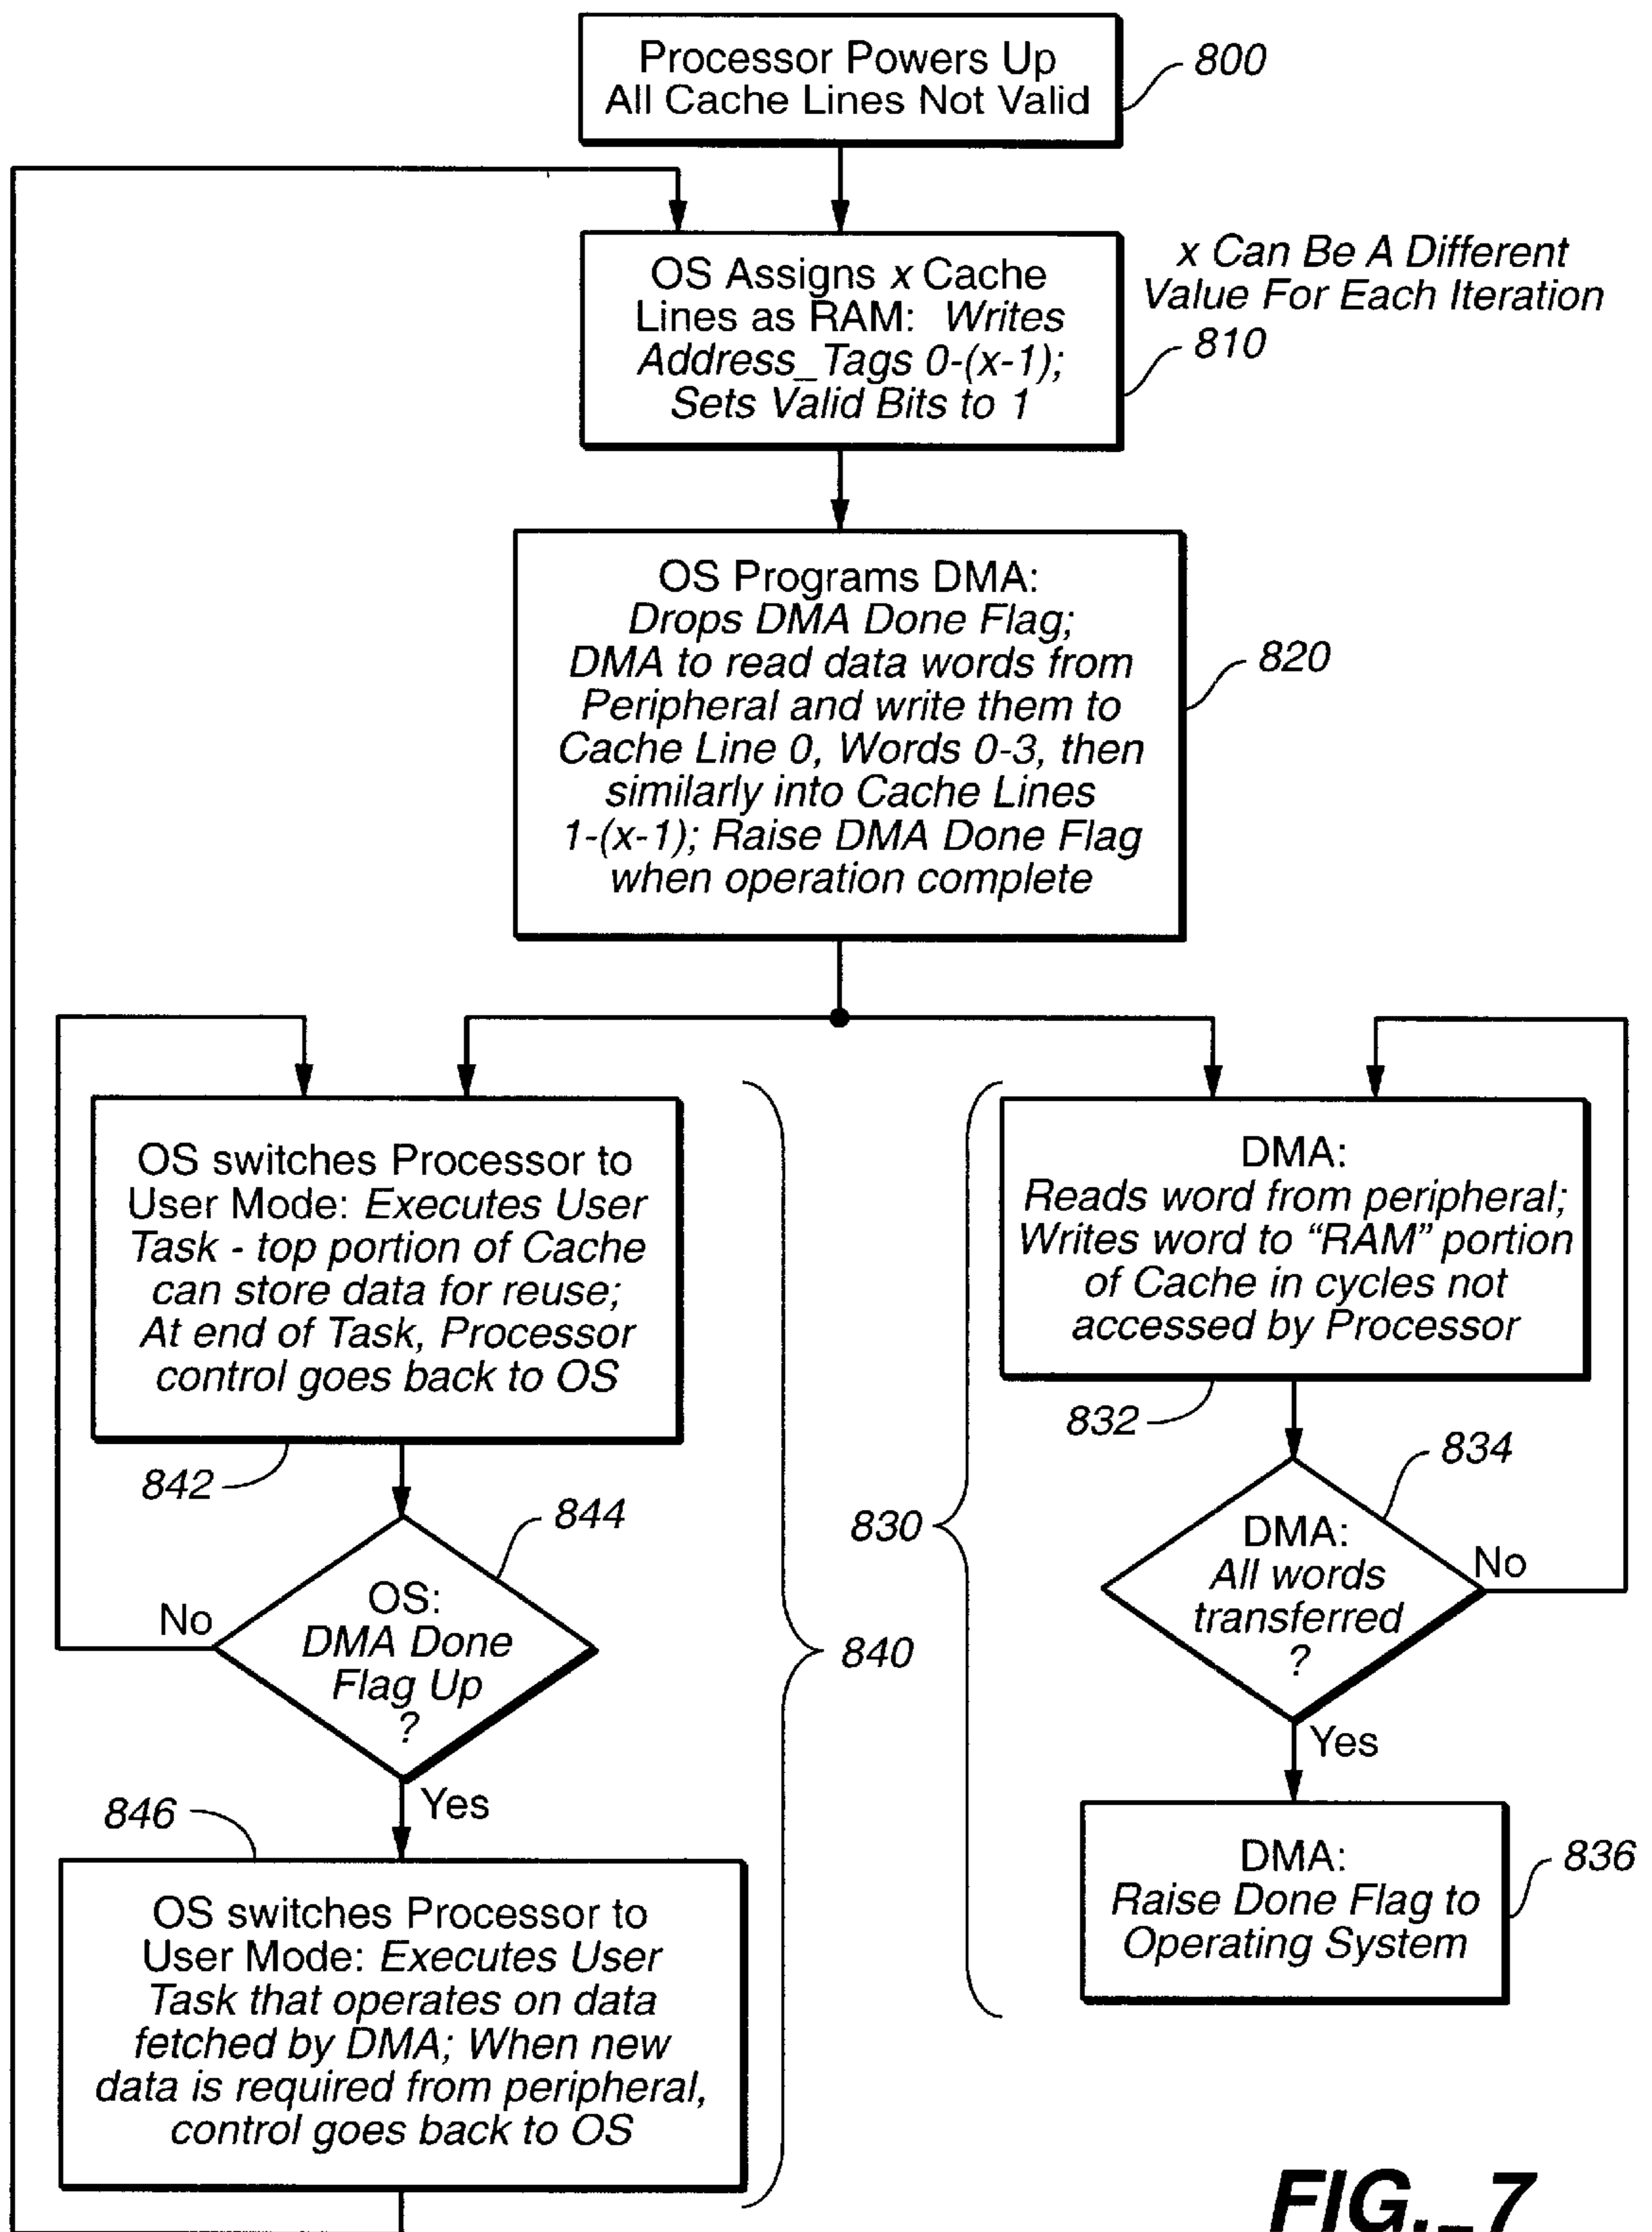 Processor Powers Up
All Cache Lines Not Valid
800
OS Assigns x Cache
Lines as RAM: Writes
Address_Tags 0-(x-1);
Sets Valid Bits to 1
x Can Be A Different
Value For Each Iteration
810
OS Programs DMA:
Drops DMA Done Flag;
DMA to read data words from
Peripheral and write them to
Cache Line 0, Words 0-3, then
similarly into Cache Lines
1-(x-1); Raise DMA Done Flag
when operation complete
820
OS switches Processor to
User Mode: Executes User
Task - top portion of Cache
can store data for reuse;
At end of Task, Processor
control goes back to OS
842
844
OS:
DMA Done
Flag Up
?
No
Yes
846
OS switches Processor to
User Mode: Executes User
Task that operates on data
fetched by DMA; When new
data is required from peripheral,
control goes back to OS
840
830
DMA:
Reads word from peripheral;
Writes word to “RAM” portion
of Cache in cycles not
accessed by Processor
832
834
DMA:
All words
transferred
?
No
Yes
DMA:
Raise Done Flag to
Operating System
836
FIG._7